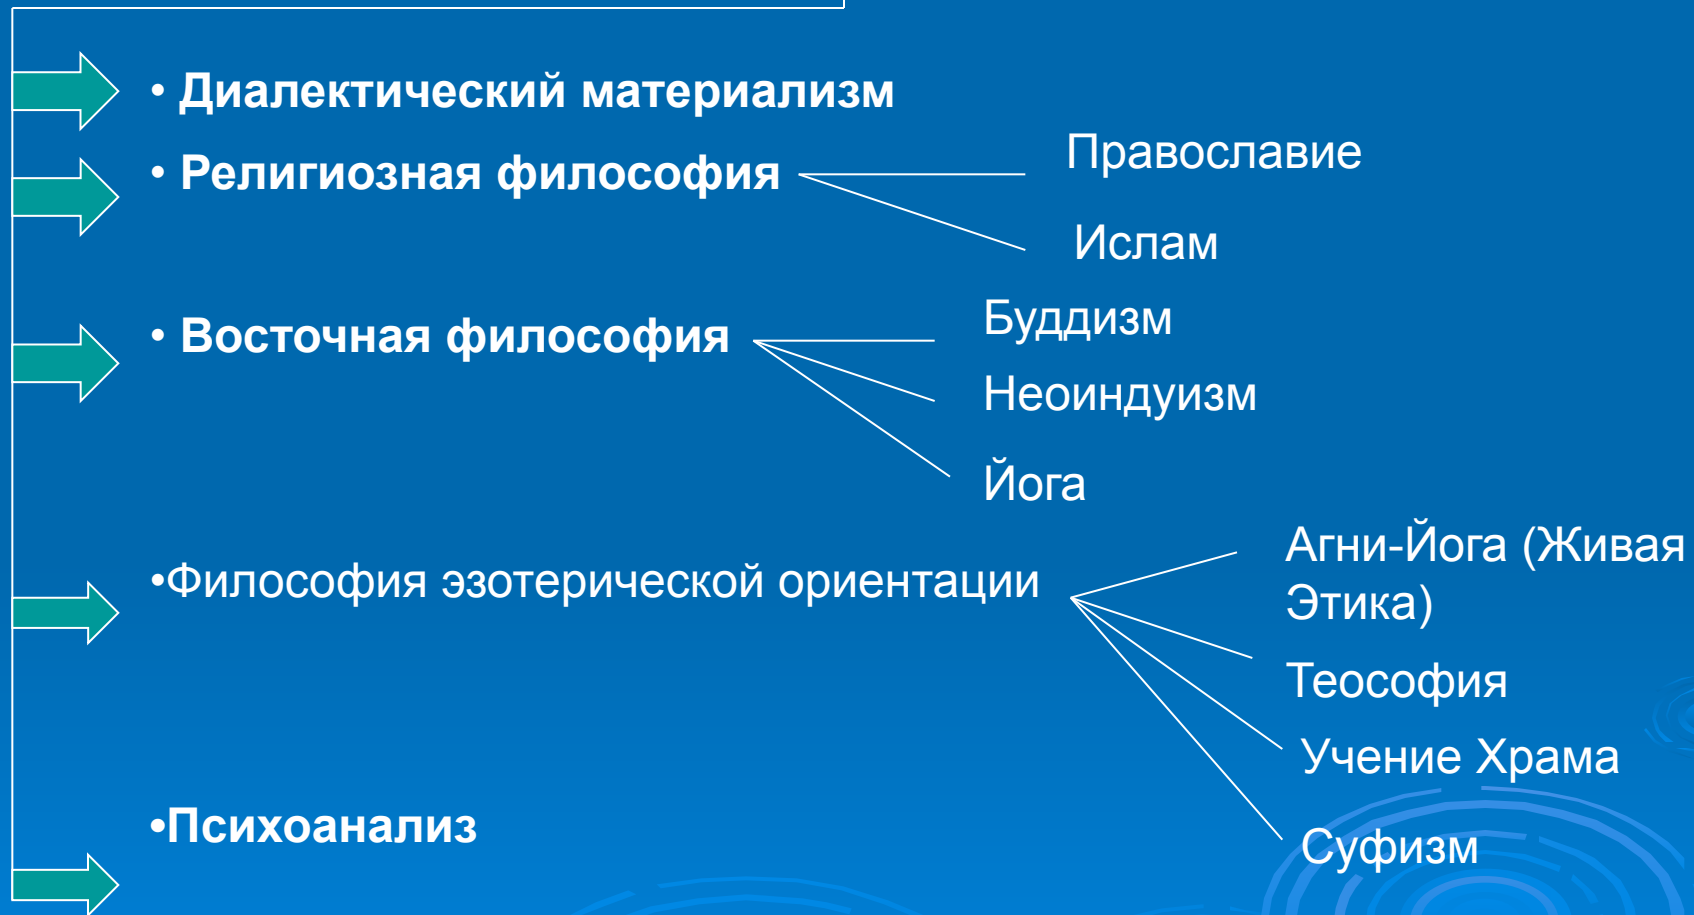 • Диалектический материализм
• Религиозная философия
Православие
Ислам
• Восточная философия
Буддизм
Неоиндуизм
Йога
•Философия эзотерической ориентации
Агни-Йога (Живая
Этика)
Теософия
Учение Храма
Суфизм
•Психоанализ